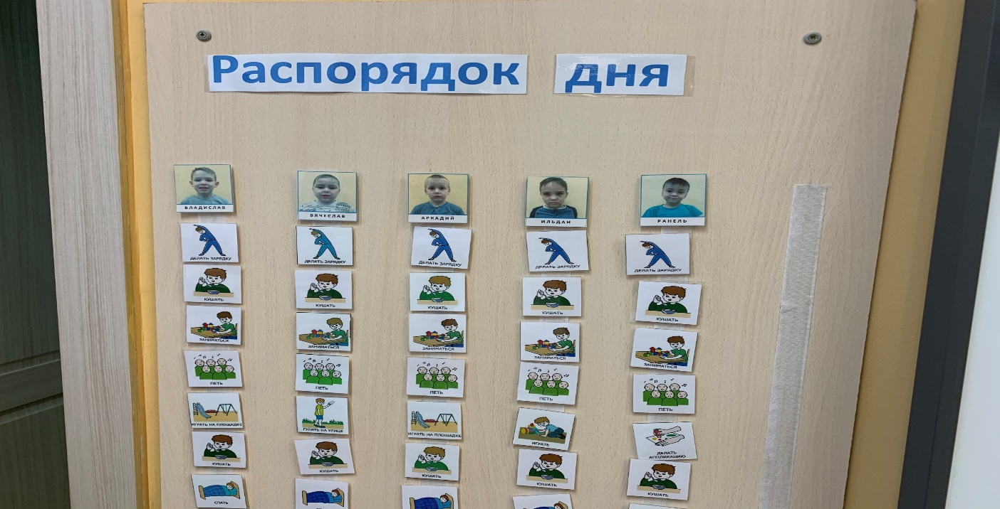 Распорядок дня
ВЛАДИСЛАВ ВЯЧЕСЛАВ АРКАДИЙ ИЛЬДАН РАНЕЛЬ
ДЕЛАТЬ ЗАРЯДКУ ДЕЛАТЬ ЗАРЯДКУ ДЕЛАТЬ ЗАРЯДКУ ДЕЛАТЬ ЗАРЯДКУ ДЕЛАТЬ ЗАРЯДКУ
КУШАТЬ КУШАТЬ КУШАТЬ КУШАТЬ КУШАТЬ
ЗАНИМАТЬСЯ ЗАНИМАТЬСЯ ЗАНИМАТЬСЯ ЗАНИМАТЬСЯ ЗАНИМАТЬСЯ
ПЕТЬ ПЕТЬ ПЕТЬ ПЕТЬ ПЕТЬ
ИГРАТЬ НА ПЛОЩАДКЕ ГУЛЯТЬ НА УЛИЦЕ ИГРАТЬ НА ПЛОЩАДКЕ ИГРАТЬ ДЕЛАТЬ
АППЛИКАЦИЮ
КУШАТЬ КУШАТЬ КУШАТЬ КУШАТЬ КУШАТЬ
СПАТЬ